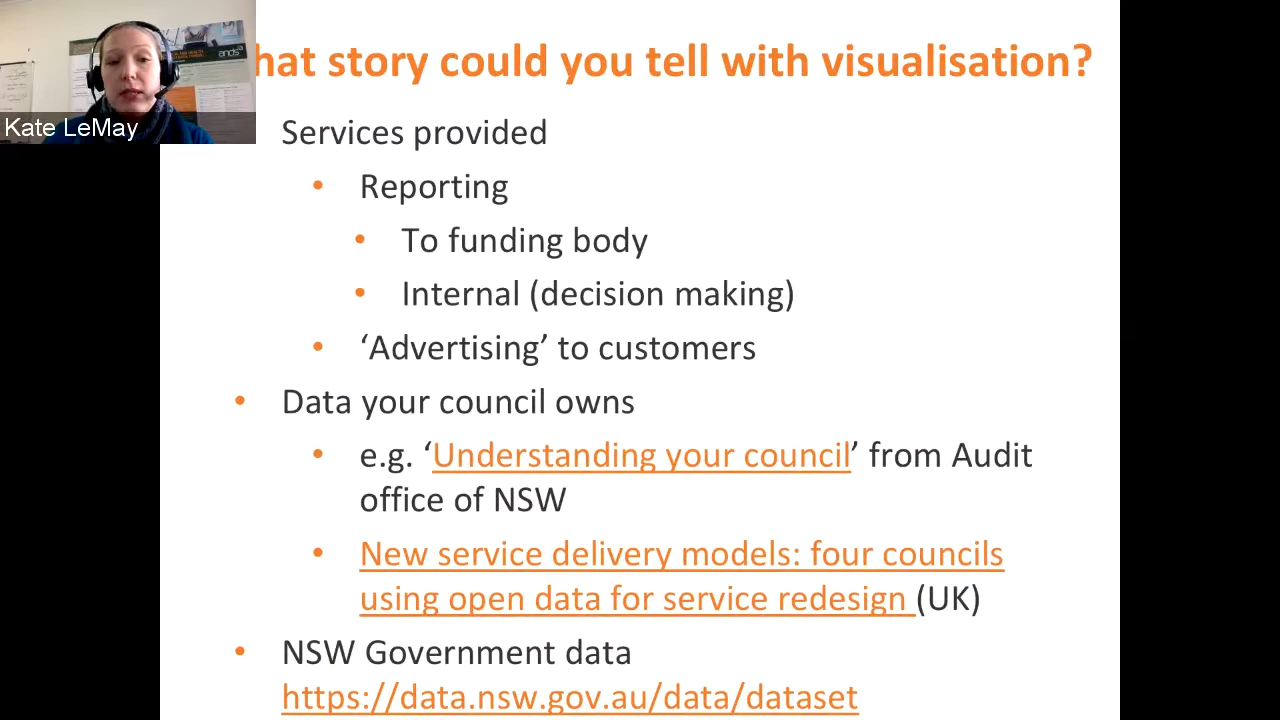 hat story could you tell with visualisation?
ands
Kate LeMay
Services provided
• Reporting
• To funding body
• Internal (decision making)
• ‘Advertising’ to customers
• Data your council owns
• e.g. ‘Understanding your council’ from Audit
office of NSW
• New service delivery models: four councils
using open data for service redesign (UK)
• NSW Government data
https://data.nsw.gov.au/data/dataset